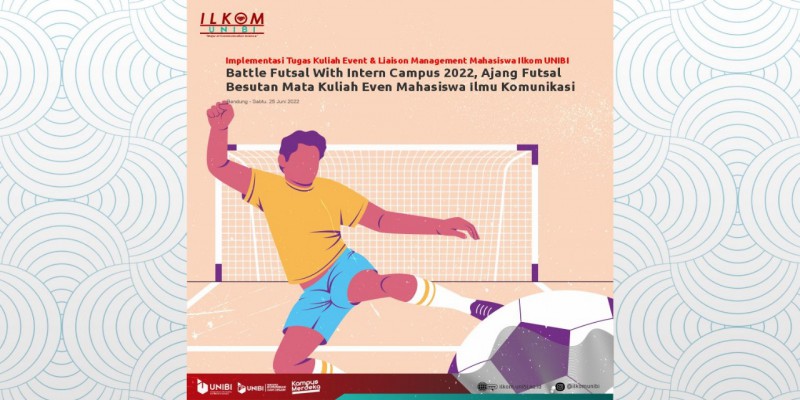 ILKOM
UNIBI
Implementasi Tugas Kuliah Event & Liaison Management Mahasiswa Ilkom UNIBI
Battle Futsal With Intern Campus 2022, Ajang Futsal
Besutan Mata Kuliah Even Mahasiswa Ilmu Komunikasi
Bandung - Sabtu, 25 Juni 2022
UNIBI
UNIBI
Kampus
Merdeka
@ilkomunibi